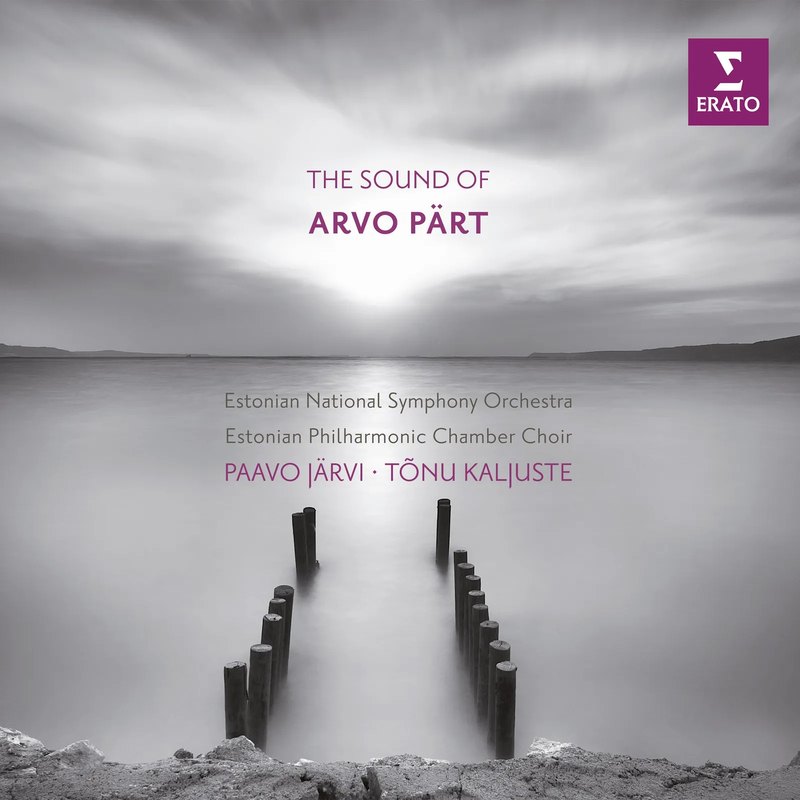 ERATO
THE SOUND OF
ARVO PÄRT
Estonian National Symphony Orchestra
Estonian Philharmonic Chamber Choir
PAAVO JÄRVI · TÕNU KALJUSTE